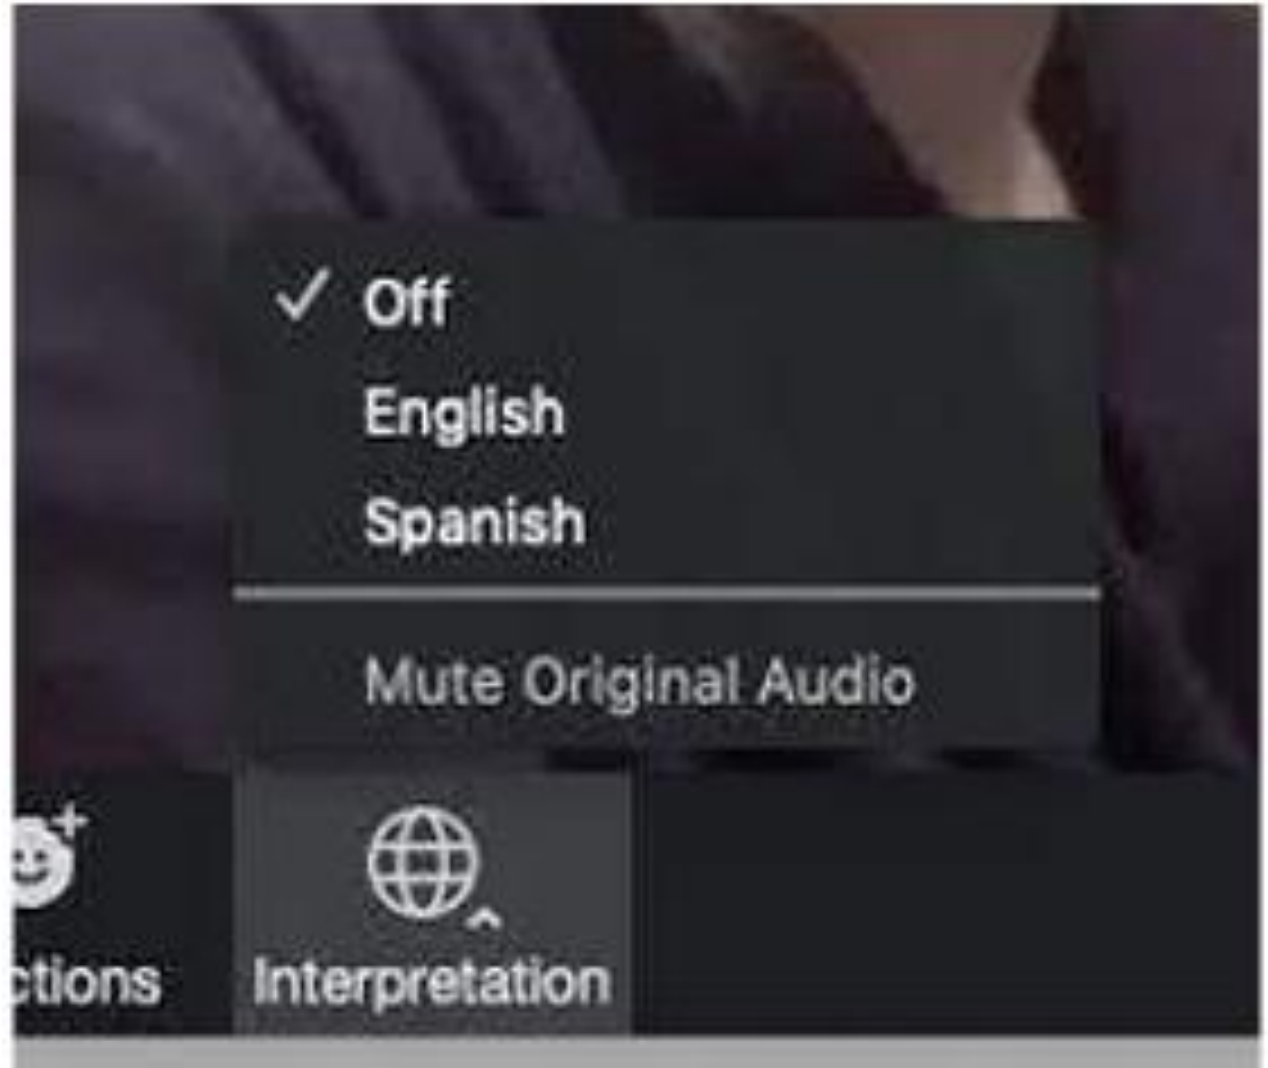 Off
English
Spanish
Mute Original Audio
ctions
Interpretation